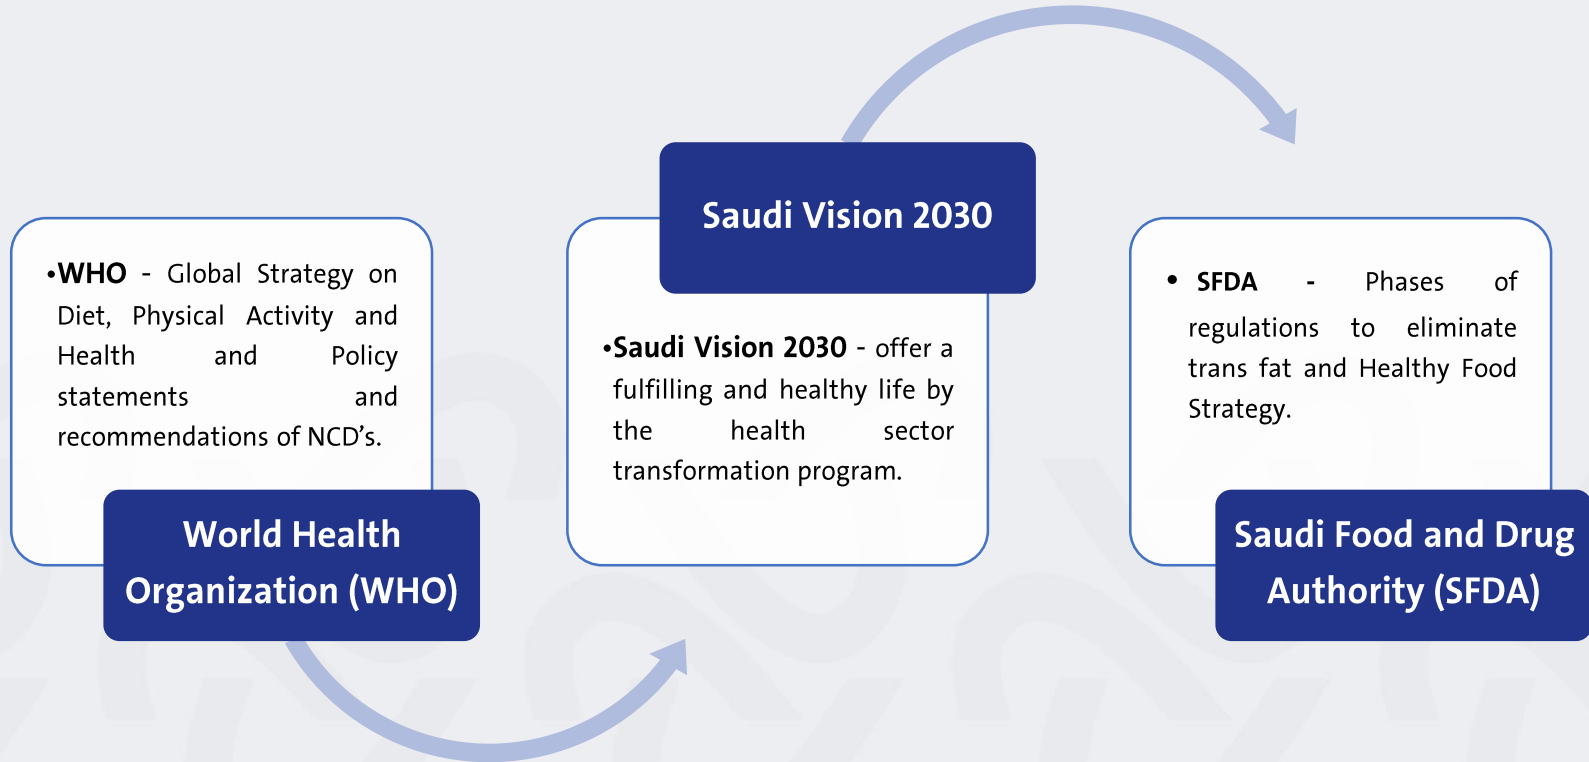 •WHO - Global Strategy on
Diet, Physical Activity and
Health and Policy
statements and
recommendations of NCD’s.
World Health
Organization (WHO)
Saudi Vision 2030
•Saudi Vision 2030 - offer a
fulfilling and healthy life by
the health sector
transformation program.
• SFDA - Phases of
regulations to eliminate
trans fat and Healthy Food
Strategy.
Saudi Food and Drug
Authority (SFDA)